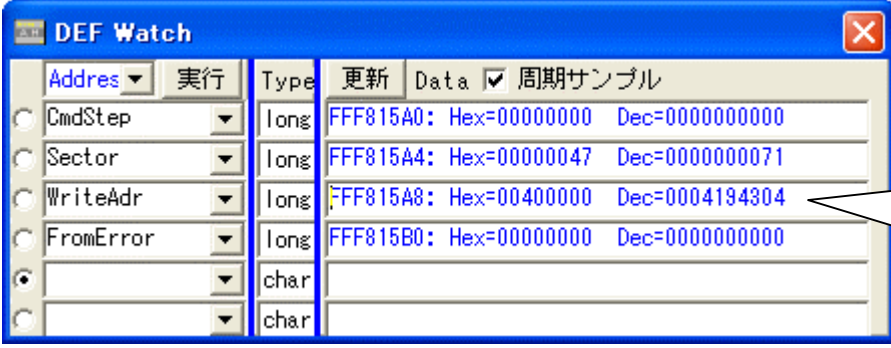 DEF Watch
Addres 実行 Type 更新 Data 周期サンプル
CmdStep long FFF815A0: Hex=00000000 Dec=0000000000
Sector long FFF815A4: Hex=00000047 Dec=0000000071
WriteAdr long FFF815A8: Hex=00400000 Dec=0004194304
FromError long FFF815B0: Hex=00000000 Dec=0000000000
char
char